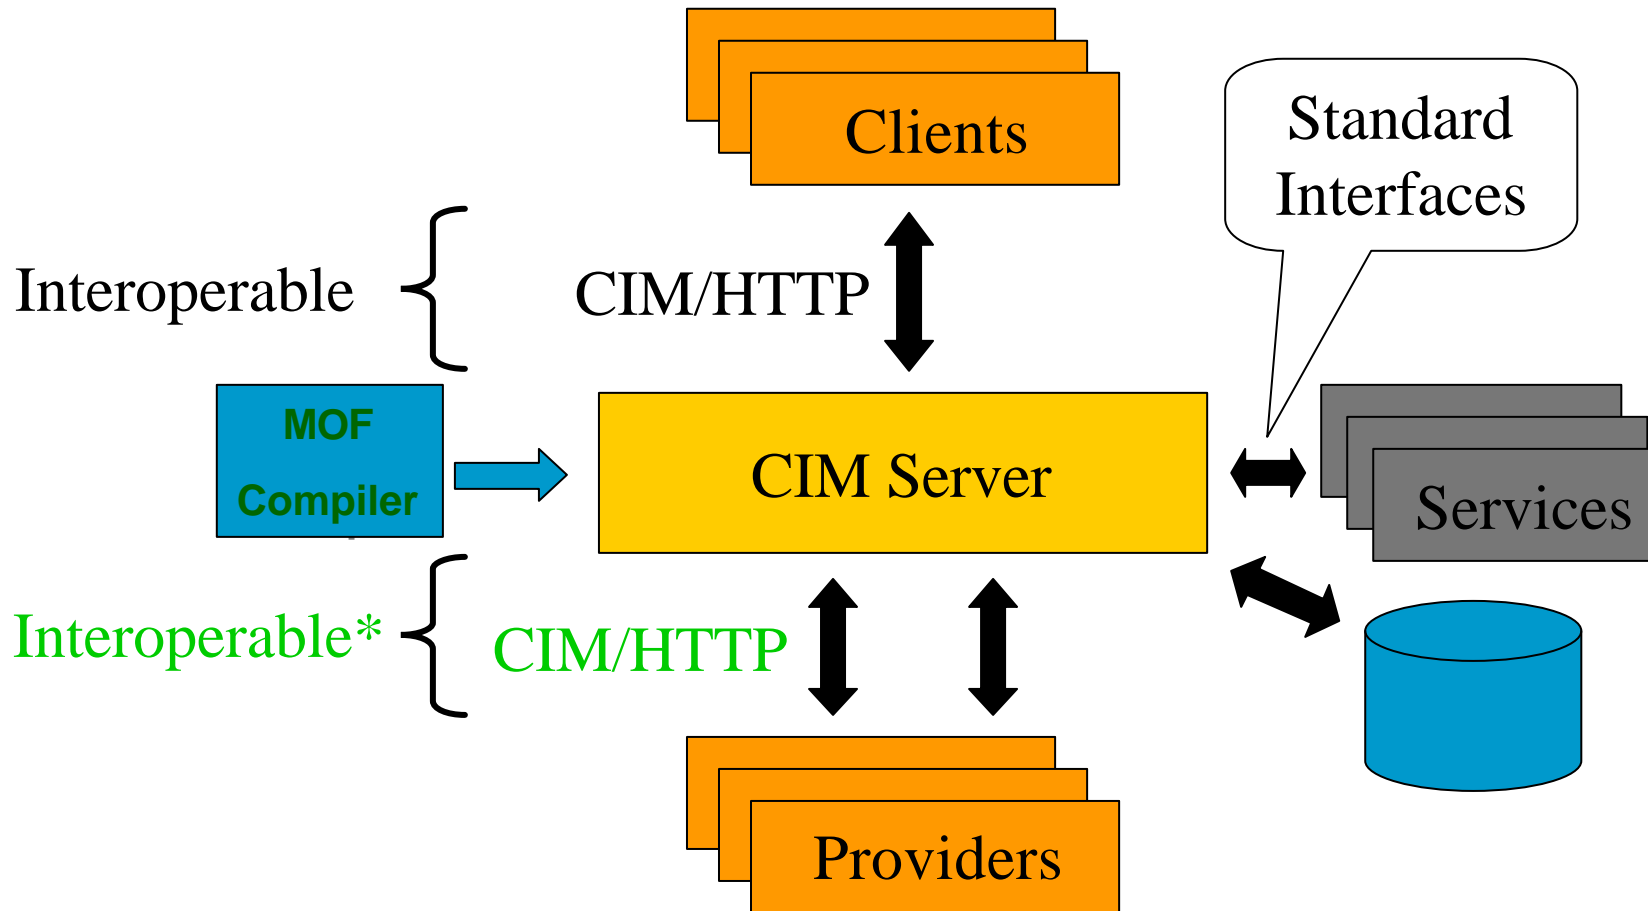 Clients
Standard
Interfaces
Interoperable
CIM/HTTP
MOF
Compiler
CIM Server
Services
Interoperable*
CIM/HTTP
Providers